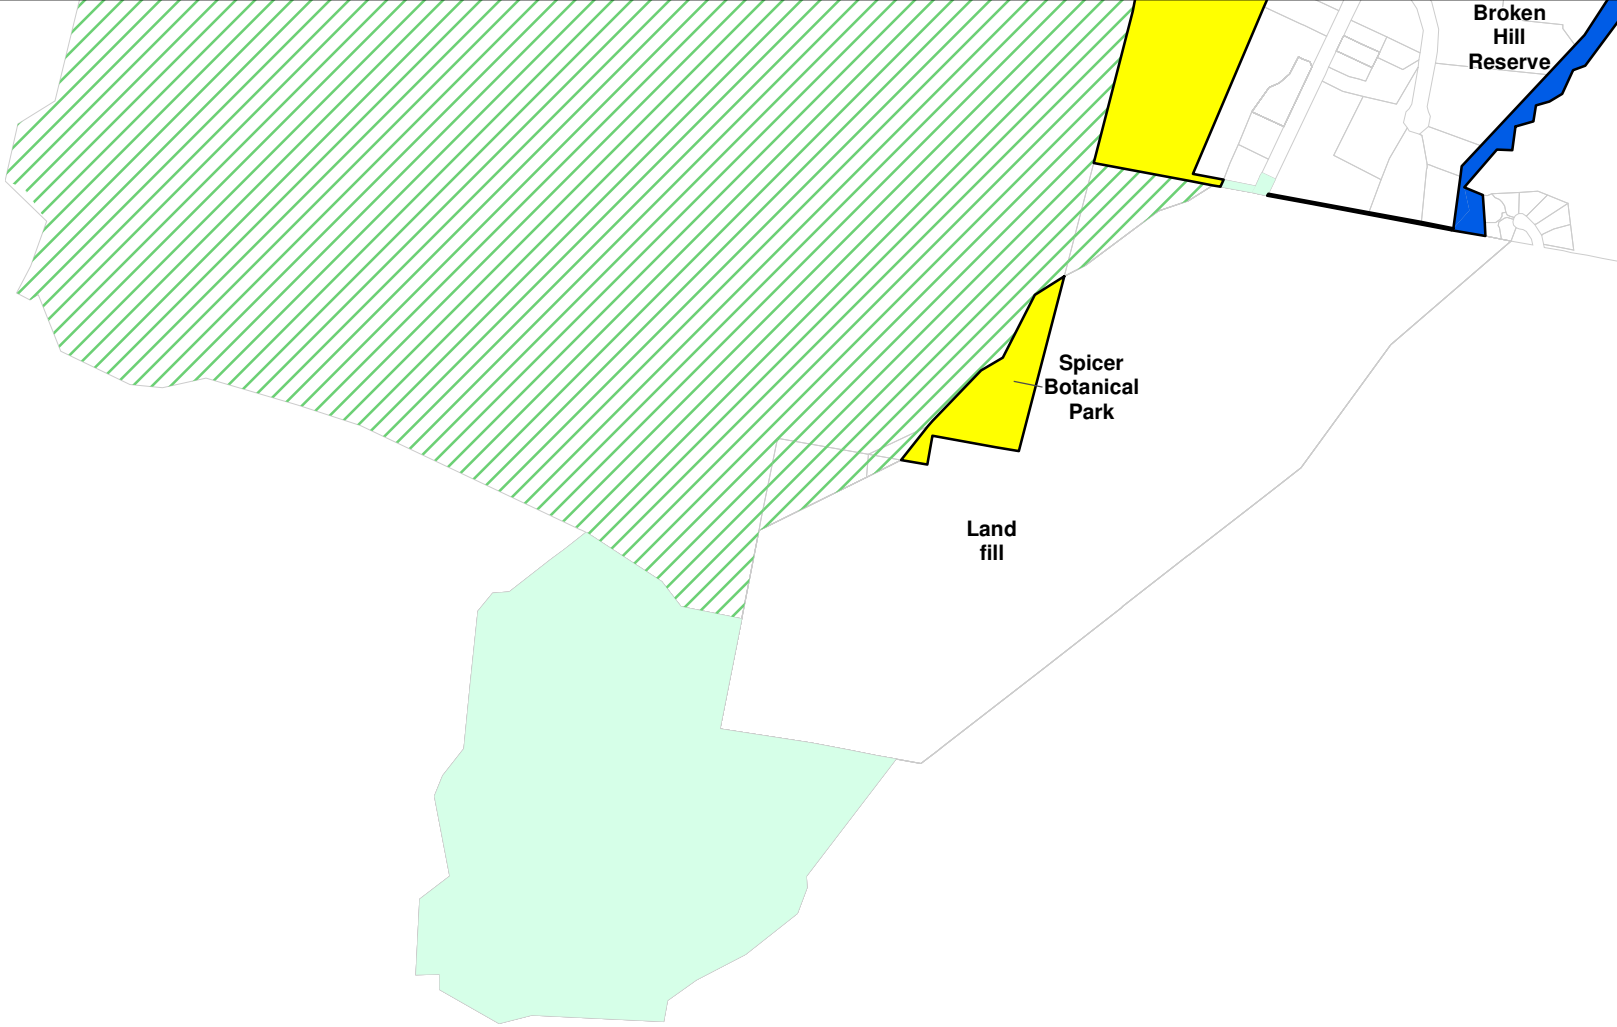 Broken
Hill
Reserve
Spicer
Botanical
Park
Land
fill